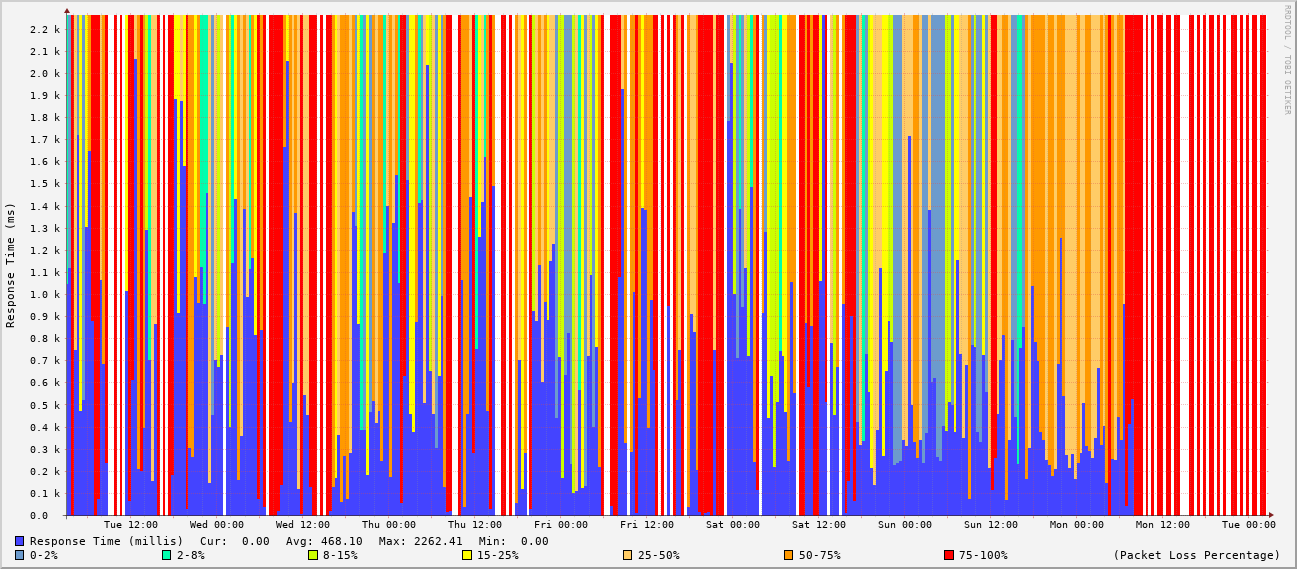 RRDTOOL / TOBI OETIKER
Response Time (ms)
2.2 k
2.1 k
2.0 k
1.9 k
1.8 k
1.7 k
1.6 k
1.5 k
1.4 k
1.3 k
1.2 k
1.1 k
1.0 k
0.9 k
0.8 k
0.7 k
0.6 k
0.5 k
0.4 k
0.3 k
0.2 k
0.1 k
0.0
Tue 12:00 Wed 00:00 Wed 12:00 Thu 00:00 Thu 12:00 Fri 00:00 Fri 12:00 Sat 00:00 Sat 12:00 Sun 00:00 Sun 12:00 Mon 00:00 Mon 12:00 Tue 00:00
Response Time (millis) Cur: 0.00 Avg: 468.10 Max: 2262.41 Min: 0.00
0-2% 2-8% 8-15% 15-25% 25-50% 50-75% 75-100% (Packet Loss Percentage)